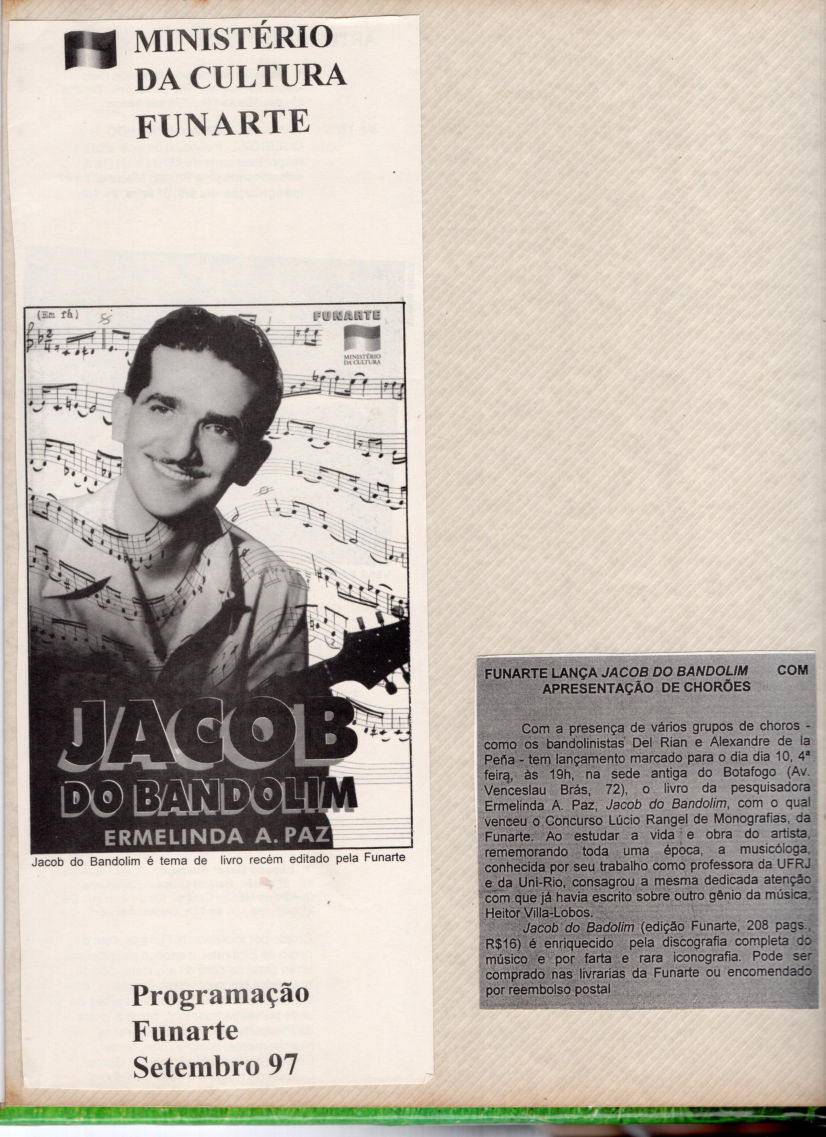 MINISTÉRIO
DA CULTURA
FUNARTE
(Em fá)
FUNARTE
MINISTÉRIO
DA CULTURA
JACOB
DO BANDOLIM
ERMELINDA A. PAZ
Jacob do Bandolim é tema de livro recém editado pela Funarte
Programação
Funarte
Setembro 97
FUNARTE LANÇA JACOB DO BANDOLIM COM
APRESENTAÇÃO DE CHORÕES
Com a presença de vários grupos de choros -
como os bandolinistas Del Rian e Alexandre de la
Peña - tem lançamento marcado para o dia dia 10, 4ª
feira, às 19h, na sede antiga do Botafogo (Av.
Venceslau Brás, 72), o livro da pesquisadora
Ermelinda A. Paz, Jacob do Bandolim, com o qual
venceu o Concurso Lúcio Rangel de Monografias, da
Funarte. Ao estudar a vida e obra do artista,
rememorando toda uma época, a musicóloga,
conhecida por seu trabalho como professora da UFRJ
e da Uni-Rio, consagrou a mesma dedicada atenção
com que já havia escrito sobre outro gênio da música,
Heitor Villa-Lobos.
Jacob do Badolim (edição Funarte, 208 pags.,
R$16) é enriquecido pela discografia completa do
músico e por farta e rara iconografia. Pode ser
comprado nas livrarias da Funarte ou encomendado
por reembolso postal